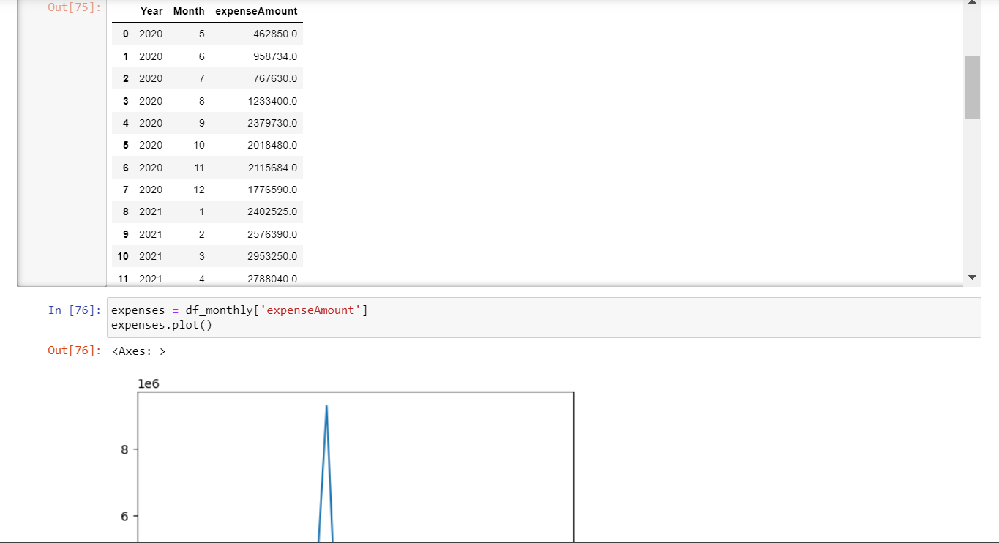 Out[75]:
Year Month expenseAmount
0 2020 5 462850.0
1 2020 6 958734.0
2 2020 7 767630.0
3 2020 8 1233400.0
4 2020 9 2379730.0
5 2020 10 2018480.0
6 2020 11 2115684.0
7 2020 12 1776590.0
8 2021 1 2402525.0
9 2021 2 2576390.0
10 2021 3 2953250.0
11 2021 4 2788040.0
In [76]: expenses = df_monthly['expenseAmount']
expenses.plot()
Out[76]: <Axes: >
1e6
8
6